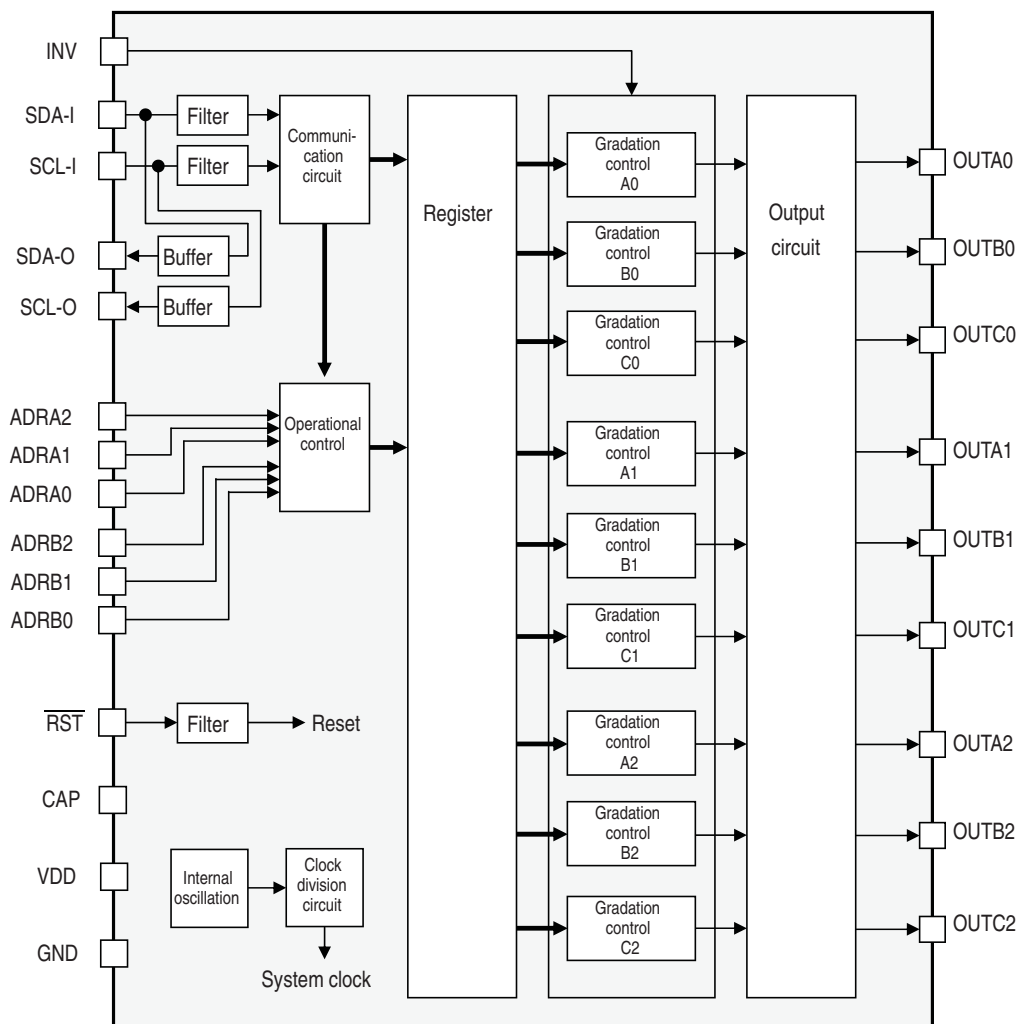 INV
SDA-I
SCL-I
SDA-O
SCL-O
ADRA2
ADRA1
ADRA0
ADRB2
ADRB1
ADRB0
RST
CAP
VDD
GND
Filter
Filter
Buffer
Buffer
Communi-
cation
circuit
Operational
control
Filter
Reset
Internal
oscillation
Clock
division
circuit
System clock
Register
Gradation
control
A0
Gradation
control
B0
Gradation
control
C0
Gradation
control
A1
Gradation
control
B1
Gradation
control
C1
Gradation
control
A2
Gradation
control
B2
Gradation
control
C2
Output
circuit
OUTA0
OUTB0
OUTC0
OUTA1
OUTB1
OUTC1
OUTA2
OUTB2
OUTC2